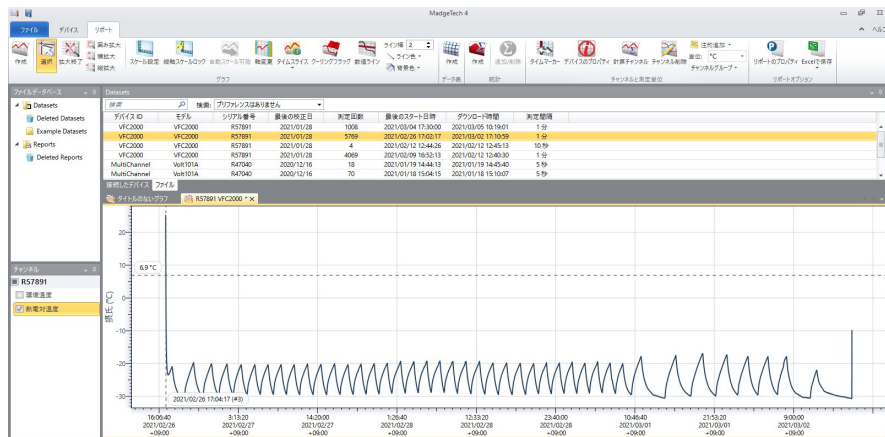 MadgeTech 4
ファイル デバイス リポート ヘルプ
作成 選択 拡大終了 囲み拡大 横拡大 縦拡大 スケール設定 縦軸スケールロック 自動スケール可能 軸変更 タイムスライス クーリングフラッグ 数値ライン ライン幅 2 ライン色 背景色 作成 作成 追加/削除 タイムマーカー デバイスのプロパティ 計算チャンネル チャンネル削除 注釈追加 単位: °C チャンネルグループ リポートのプロパティ Excelで保存
グラフ データ表 統計 チャンネルと測定単位 リポートオプション
ファイルデータベース
Datasets
Deleted Datasets
Example Datasets
Reports
Deleted Reports
Datasets
検索 検索: プリファレンスはありません
デバイス ID モデル シリアル番号 最後の校正日 測定回数 最後のスタート日時 ダウンロード時間 測定間隔
VFC2000 VFC2000 R57891 2021/01/28 1008 2021/03/04 17:30:00 2021/03/05 10:19:01 1 分
VFC2000 VFC2000 R57891 2021/01/28 5769 2021/02/26 17:02:17 2021/03/02 17:10:59 1 分
VFC2000 VFC2000 R57891 2021/01/28 4 2021/02/12 12:44:26 2021/02/12 12:45:13 10 秒
VFC2000 VFC2000 R57891 2021/01/28 4069 2021/02/09 16:52:13 2021/02/12 12:40:30 1 分
MultiChannel Volt101A R47040 2020/12/16 18 2021/01/19 14:44:13 2021/01/19 14:45:40 5 秒
MultiChannel Volt101A R47040 2020/12/16 70 2021/01/18 15:04:15 2021/01/18 15:10:07 5 秒
接続したデバイス ファイル
タイトルのないグラフ R57891 VFC2000 *
チャンネル
R57891
環境温度
熱電対温度
摂氏 (°C)
20
10
6.9 °C
0
-10
-20
-30
2021/02/26 17:04:17 (#3)
16:06:40 3:13:20 14:20:00 1:26:40 12:33:20 23:40:00 10:46:40 21:53:20 9:00:00
2021/02/26 2021/02/27 2021/02/27 2021/02/28 2021/02/28 2021/02/28 2021/03/01 2021/03/01 2021/03/02
+09:00 +09:00 +09:00 +09:00 +09:00 +09:00 +09:00 +09:00 +09:00